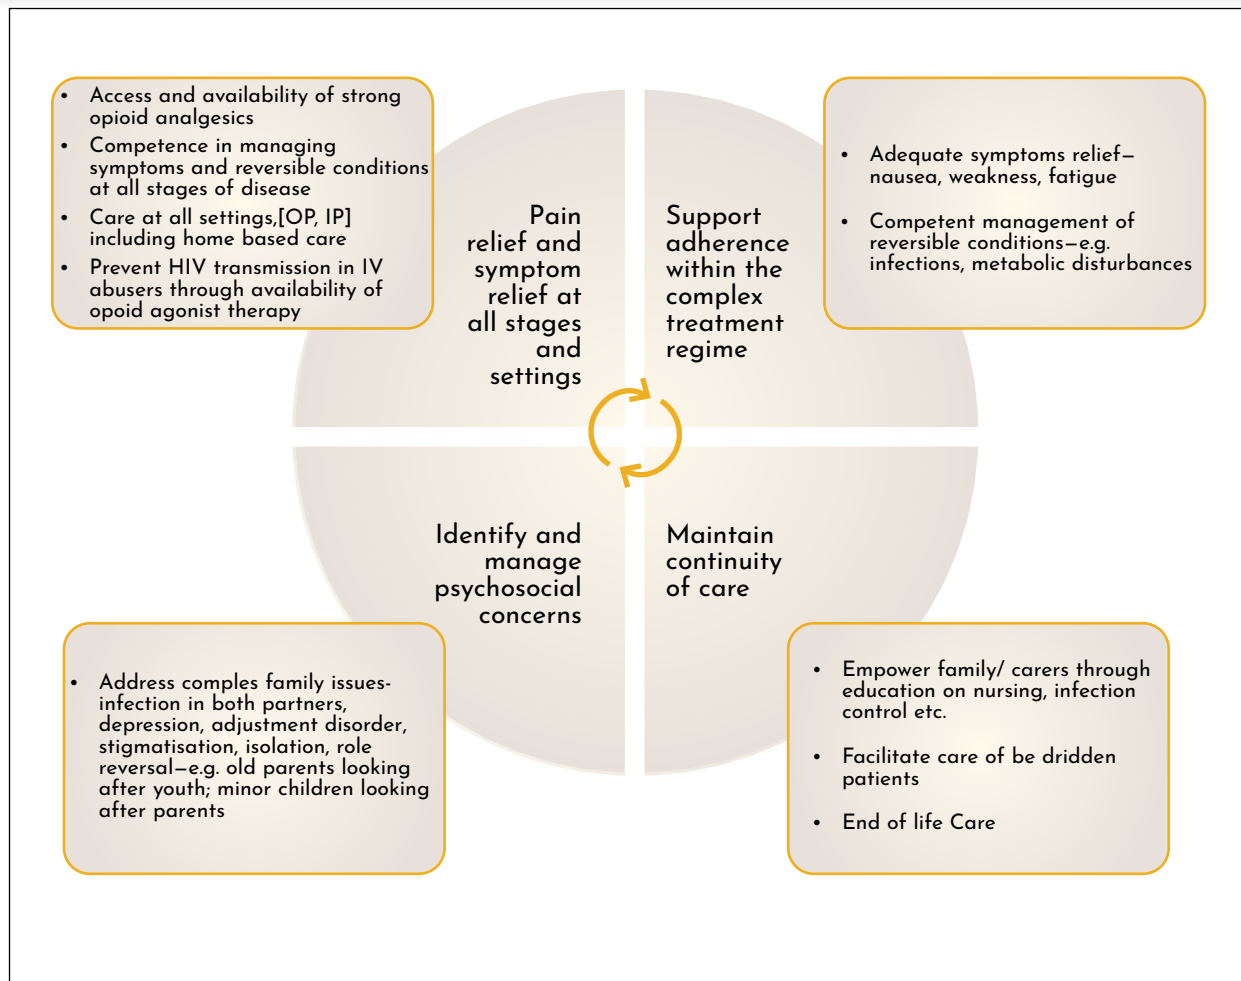 • Access and availability of strong
opioid analgesics
• Competence in managing
symptoms and reversible conditions
at all stages of disease
• Care at all settings,[OP, IP]
including home based care
• Prevent HIV transmission in IV
abusers through availability of
opoid agonist therapy
Pain
relief and
symptom
relief at
all stages
and
settings
Support
adherence
within the
complex
treatment
regime
• Adequate symptoms relief–
nausea, weakness, fatigue
• Competent management of
reversible conditions–e.g.
infections, metabolic disturbances
Identify and
manage
psychosocial
concerns
Maintain
continuity
of care
• Address comples family issues-
infection in both partners,
depression, adjustment disorder,
stigmatisation, isolation, role
reversal–e.g. old parents looking
after youth; minor children looking
after parents
• Empower family/ carers through
education on nursing, infection
control etc.
• Facilitate care of be dridden
patients
• End of life Care